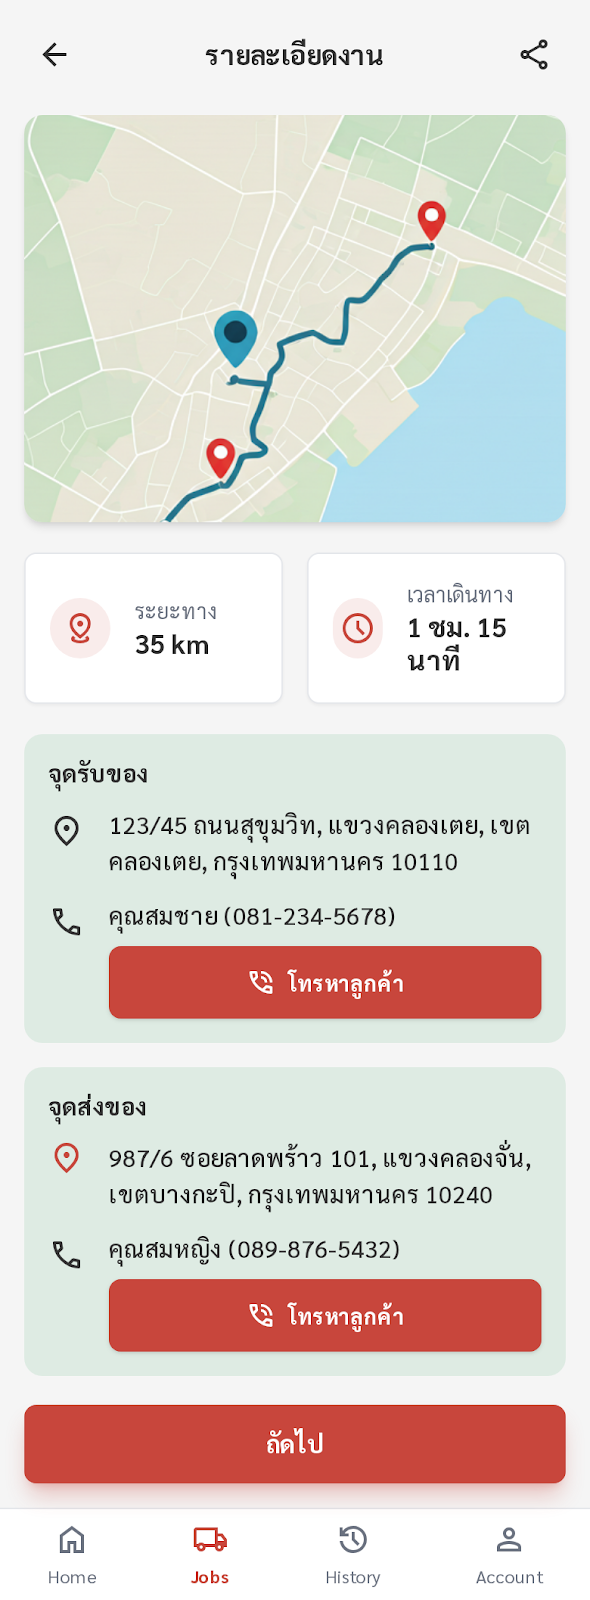 รายละเอียดงาน
ระยะทาง
35 km
เวลาเดินทาง
1 ชม. 15
นาที
จุดรับของ
123/45 ถนนสุขุมวิท, แขวงคลองเตย, เขต
คลองเตย, กรุงเทพมหานคร 10110
คุณสมชาย (081-234-5678)
โทรหาลูกค้า
จุดส่งของ
987/6 ซอยลาดพร้าว 101, แขวงคลองจั่น,
เขตบางกะปิ, กรุงเทพมหานคร 10240
คุณสมหญิง (089-876-5432)
โทรหาลูกค้า
ถัดไป
Home
Jobs
History
Account